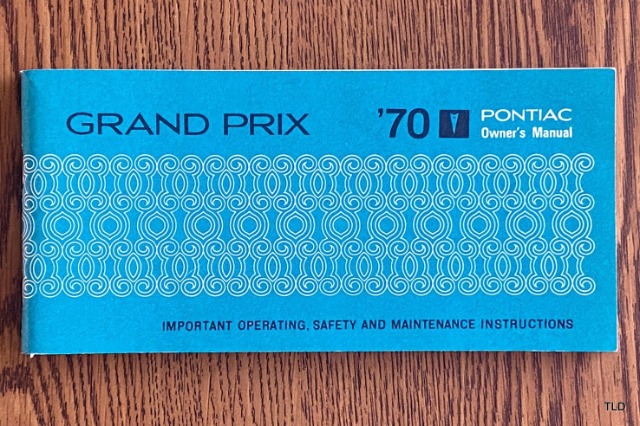 GRAND PRIX
'70 PONTIAC
Owner's Manual
IMPORTANT OPERATING, SAFETY AND MAINTENANCE INSTRUCTIONS
TLD